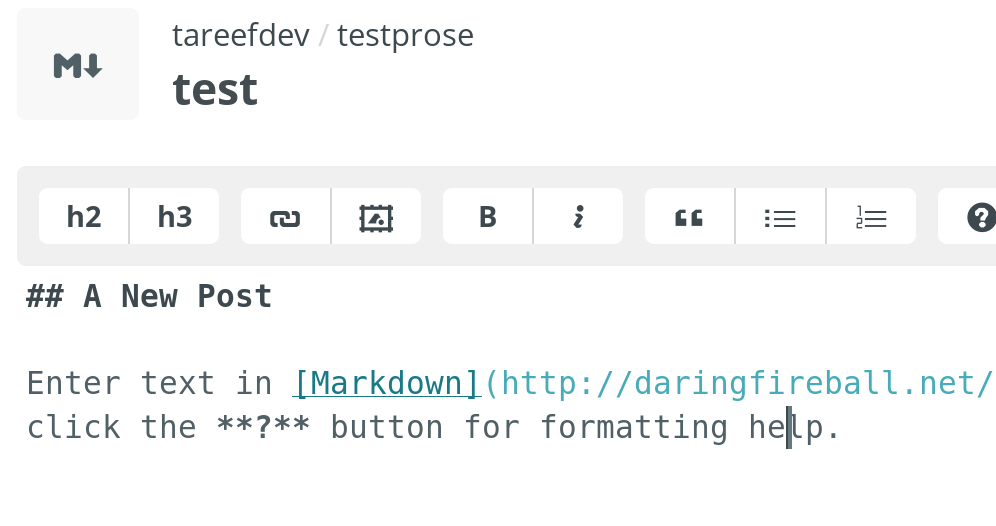 M
tareefdev / testprose
test
h2 h3 B i “ ?
## A New Post
Enter text in [Markdown](http://daringfireball.net/
click the **?** button for formatting help.